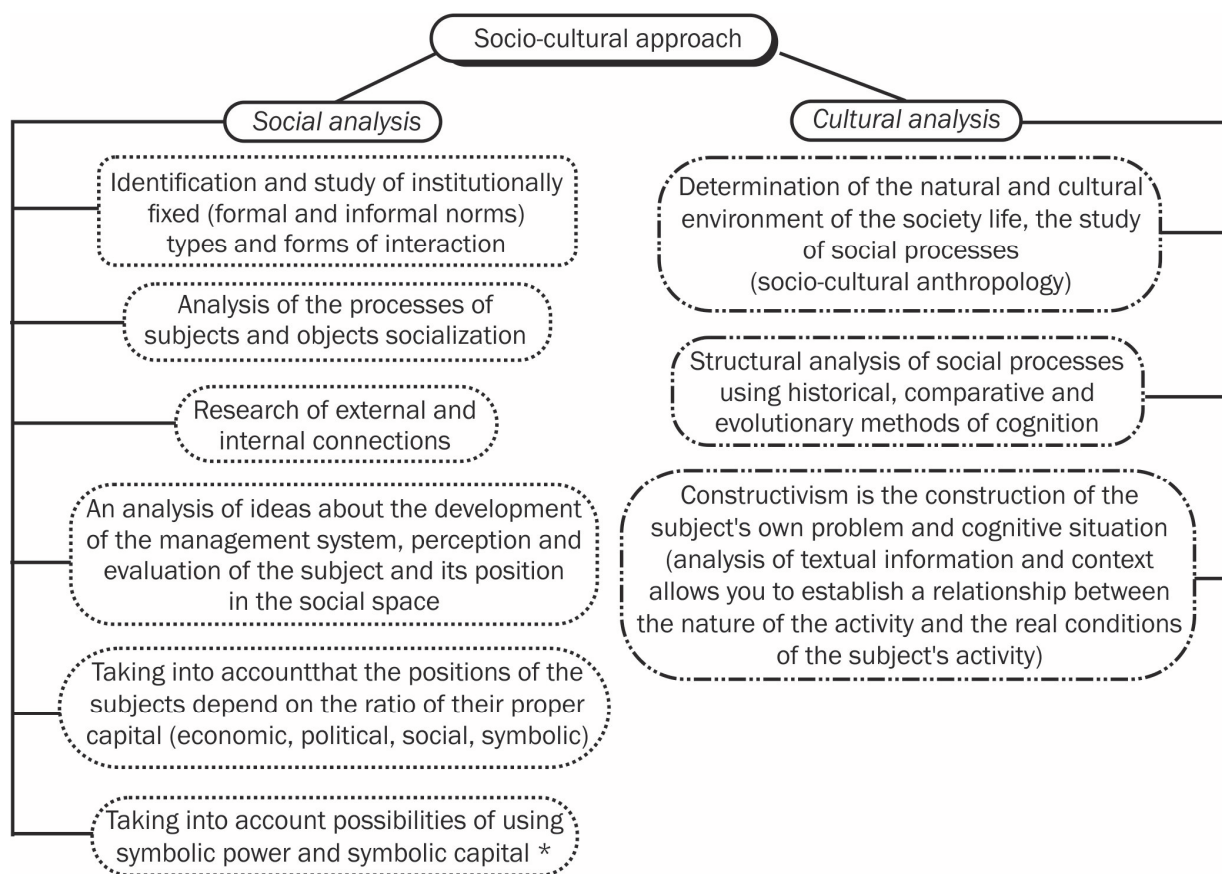 Socio-cultural approach
Social analysis
Identification and study of institutionally
fixed (formal and informal norms)
types and forms of interaction
Analysis of the processes of
subjects and objects socialization
Research of external and
internal connections
An analysis of ideas about the development
of the management system, perception and
evaluation of the subject and its position
in the social space
Taking into accountthat the positions of the
subjects depend on the ratio of their proper
capital (economic, political, social, symbolic)
Taking into account possibilities of using
symbolic power and symbolic capital *
Cultural analysis
Determination of the natural and cultural
environment of the society life, the study
of social processes
(socio-cultural anthropology)
Structural analysis of social processes
using historical, comparative and
evolutionary methods of cognition
Constructivism is the construction of the
subject's own problem and cognitive situation
(analysis of textual information and context
allows you to establish a relationship between
the nature of the activity and the real conditions
of the subject's activity)